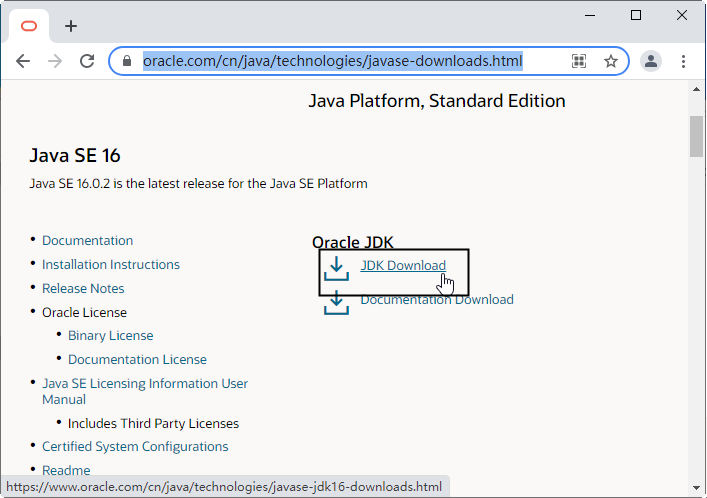 oracle.com/cn/java/technologies/javase-downloads.html
Java Platform, Standard Edition
Java SE 16
Java SE 16.0.2 is the latest release for the Java SE Platform
Documentation
Installation Instructions
Release Notes
Oracle License
Binary License
Documentation License
Java SE Licensing Information User
Manual
Includes Third Party Licenses
Certified System Configurations
Readme
Oracle JDK
JDK Download
Documentation Download
https://www.oracle.com/cn/java/technologies/javase-jdk16-downloads.html